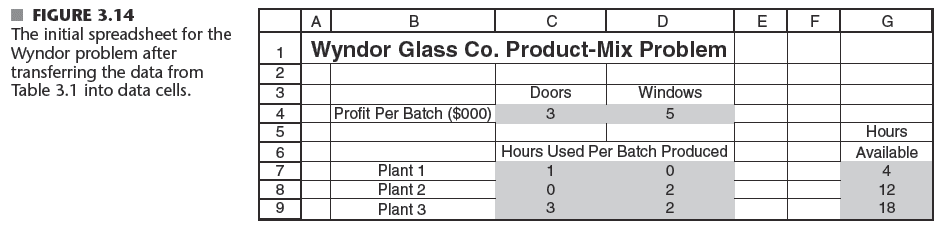 FIGURE 3.14
The initial spreadsheet for the
Wyndor problem after
transferring the data from
Table 3.1 into data cells.
A B C D E F G
1 Wyndor Glass Co. Product-Mix Problem
2
3 Doors Windows
4 Profit Per Batch ($000) 3 5
5 Hours
6 Hours Used Per Batch Produced Available
7 Plant 1 1 0 4
8 Plant 2 0 2 12
9 Plant 3 3 2 18